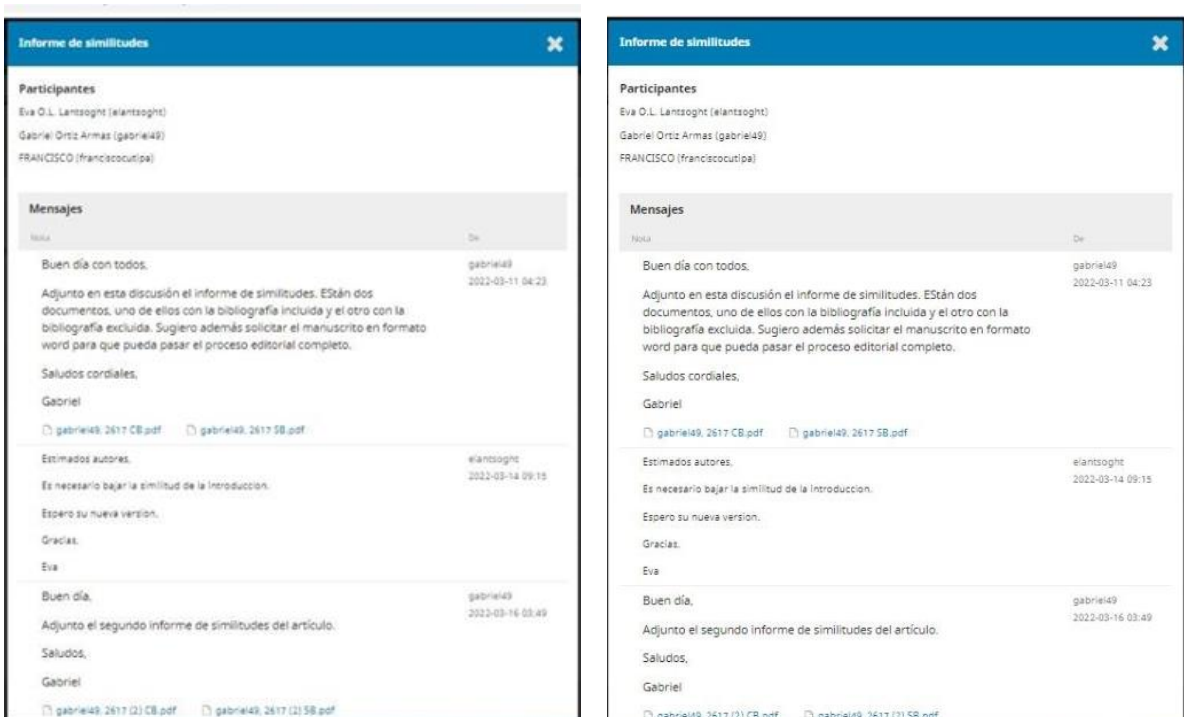 Informe de similitudes
Participantes
Eva O.L. Lantsoght (elantsoght)
Gabriel Ortiz Armas (gabriel49)
FRANCISCO (franciscocutipa)
Mensajes
Nota De
Buen día con todos, gabriel49
2022-03-11 04:23
Adjunto en esta discusión el informe de similitudes. EStán dos
documentos, uno de ellos con la bibliografía incluida y el otro con la
bibliografía excluida. Sugiero además solicitar el manuscrito en formato
word para que pueda pasar el proceso editorial completo.
Saludos cordiales,
Gabriel
gabriel49, 2617 CB.pdf gabriel49, 2617 SB.pdf
Estimados autores, elantsoght
2022-03-14 09:15
Es necesario bajar la similitud de la Introduccion.
Espero su nueva version.
Gracias,
Eva
Buen día, gabriel49
2022-03-16 03:49
Adjunto el segundo informe de similitudes del artículo.
Saludos,
Gabriel
gabriel49, 2617 (2) CB.pdf gabriel49, 2617 (2) SB.pdf
Informe de similitudes
Participantes
Eva O.L. Lantsoght (elantsoght)
Gabriel Ortiz Armas (gabriel49)
FRANCISCO (franciscocutipa)
Mensajes
Nota De
Buen día con todos, gabriel49
2022-03-11 04:23
Adjunto en esta discusión el informe de similitudes. EStán dos
documentos, uno de ellos con la bibliografía incluida y el otro con la
bibliografía excluida. Sugiero además solicitar el manuscrito en formato
word para que pueda pasar el proceso editorial completo.
Saludos cordiales,
Gabriel
gabriel49, 2617 CB.pdf gabriel49, 2617 SB.pdf
Estimados autores, elantsoght
2022-03-14 09:15
Es necesario bajar la similitud de la Introduccion.
Espero su nueva version.
Gracias,
Eva
Buen día, gabriel49
2022-03-16 03:49
Adjunto el segundo informe de similitudes del artículo.
Saludos,
Gabriel
gabriel49, 2617 (2) CB.pdf gabriel49, 2617 (2) SB.pdf